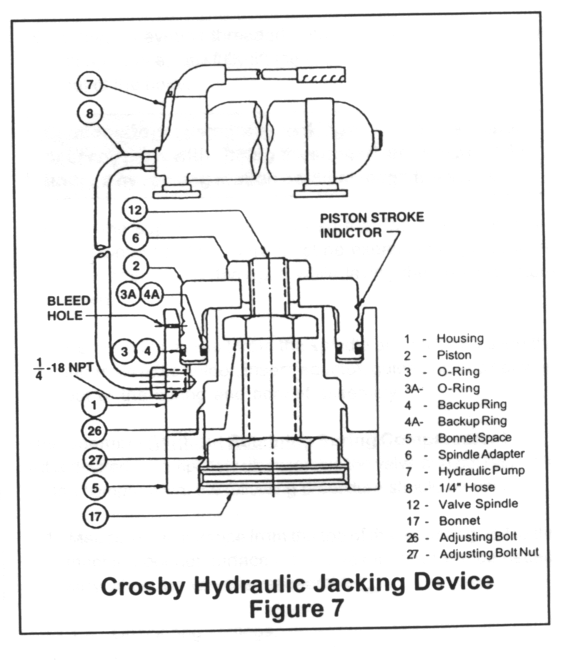 7
8
12
6
2
3A 4A
PISTON STROKE
INDICTOR
BLEED
HOLE
3 4
1/4 -18 NPT
1
26
27
5
17
1 - Housing
2 - Piston
3 - O-Ring
3A- O-Ring
4 - Backup Ring
4A- Backup Ring
5 - Bonnet Space
6 - Spindle Adapter
7 - Hydraulic Pump
8 - 1/4" Hose
12 - Valve Spindle
17 - Bonnet
26 - Adjusting Bolt
27 - Adjusting Bolt Nut
Crosby Hydraulic Jacking Device
Figure 7